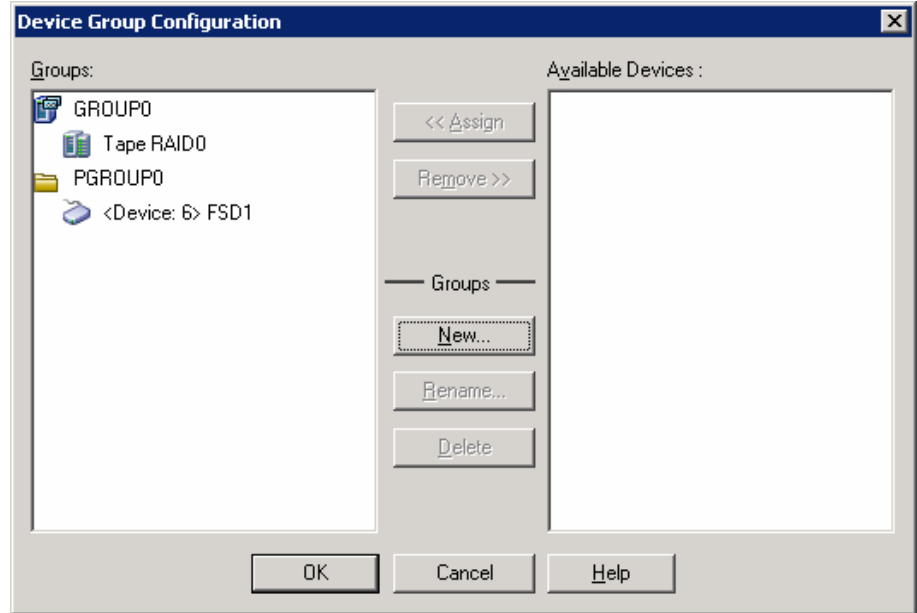 Device Group Configuration
Groups:
Available Devices :
GROUP0
Tape RAID0
PGROUP0
<Device: 6> FSD1
<< Assign
Remove >>
Groups
New...
Rename...
Delete
OK
Cancel
Help